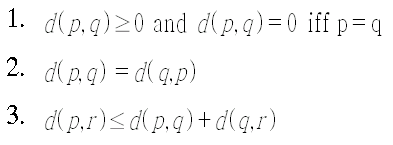 1. d(p,q)≥0 and d(p,q)=0 iff p=q
2. d(p,q) = d(q,p)
3. d(p,r)≤d(p,q)+d(q,r)